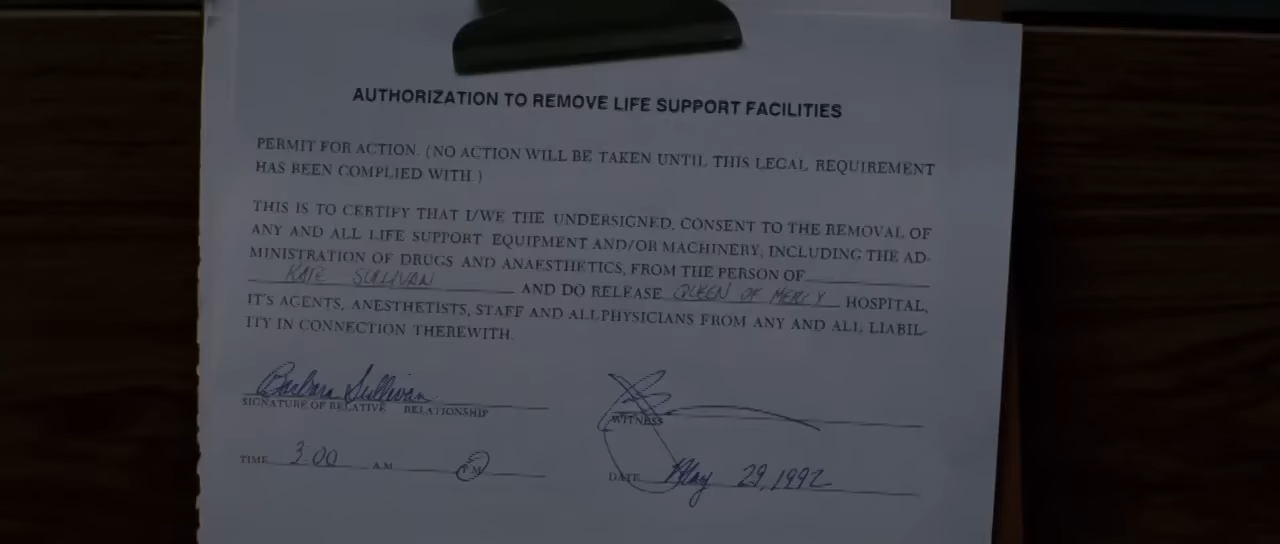 AUTHORIZATION TO REMOVE LIFE SUPPORT FACILITIES
PERMIT FOR ACTION. (NO ACTION WILL BE TAKEN UNTIL THIS LEGAL REQUIREMENT
HAS BEEN COMPLIED WITH.)
THIS IS TO CERTIFY THAT I/WE THE UNDERSIGNED, CONSENT TO THE REMOVAL OF
ANY AND ALL LIFE SUPPORT EQUIPMENT AND/OR MACHINERY, INCLUDING THE AD-
MINISTRATION OF DRUGS AND ANAESTHETICS, FROM THE PERSON OF
KATE SULLIVAN AND DO RELEASE QUEEN OF MERCY HOSPITAL,
IT'S AGENTS, ANESTHETISTS, STAFF AND ALL PHYSICIANS FROM ANY AND ALL LIABIL-
ITY IN CONNECTION THEREWITH.
Barbara Sullivan
SIGNATURE OF RELATIVE RELATIONSHIP
WITNESS
TIME 3:00 A.M. P.M.
DATE May 29, 1992